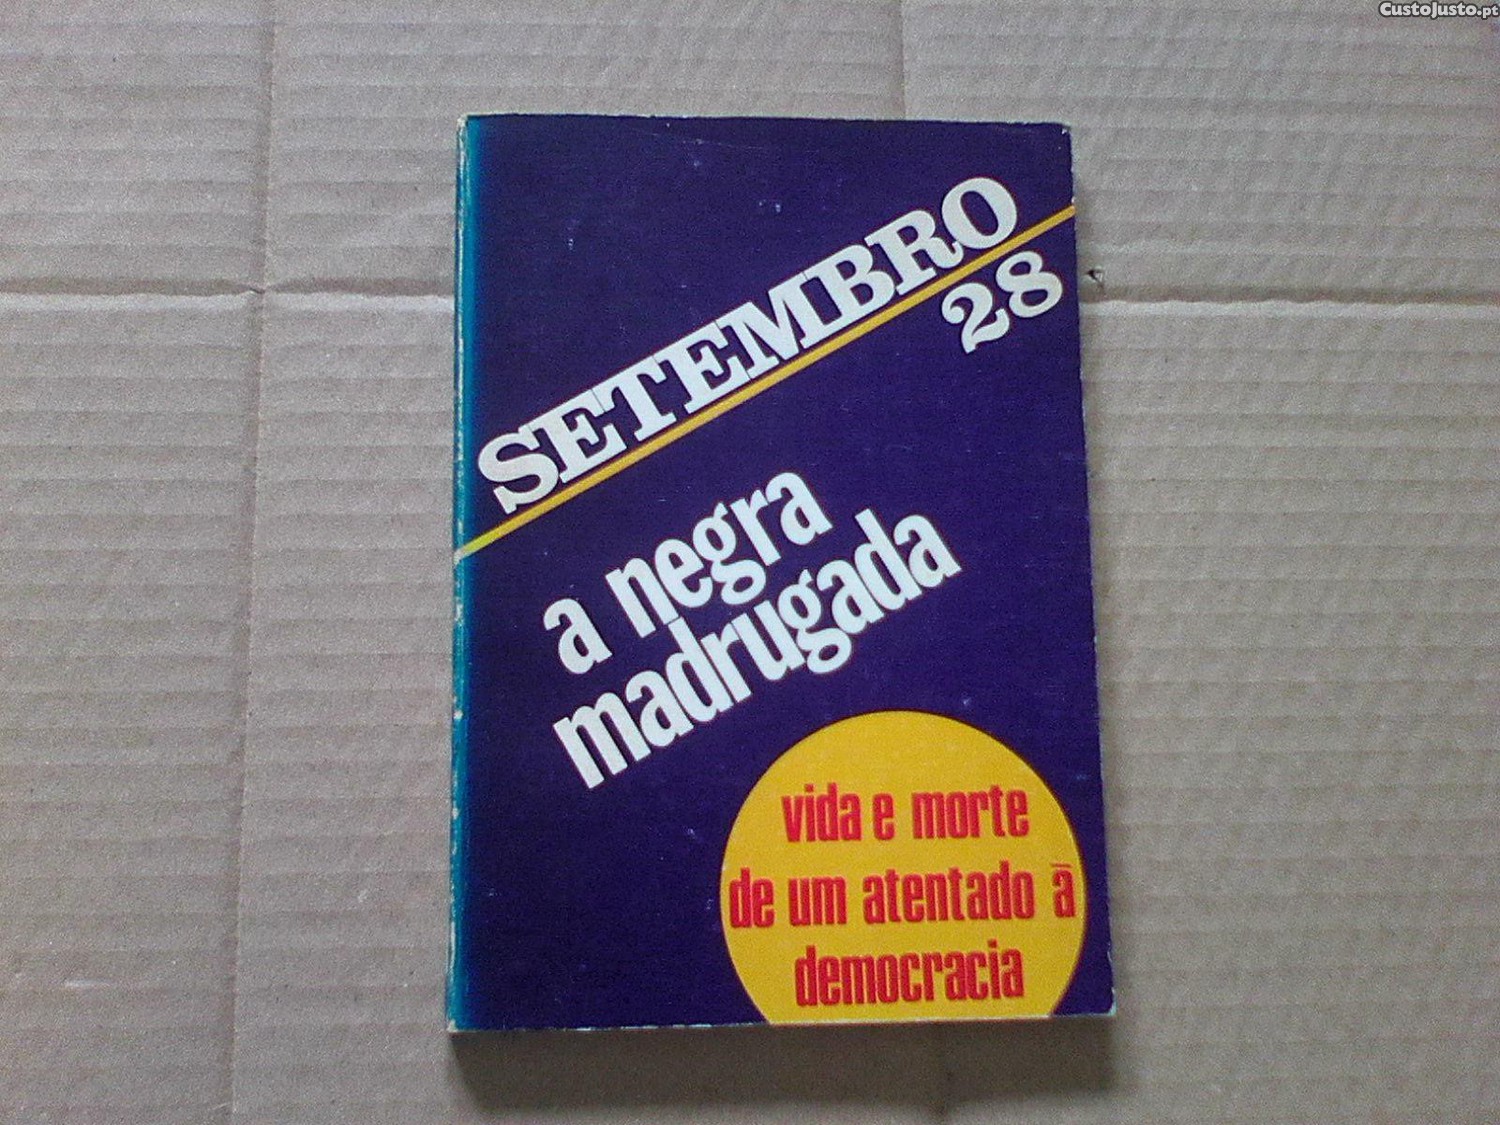 CustoJusto.pt
SETEMBRO
28
a negra
madrugada
vida e morte
de um atentado à
democracia